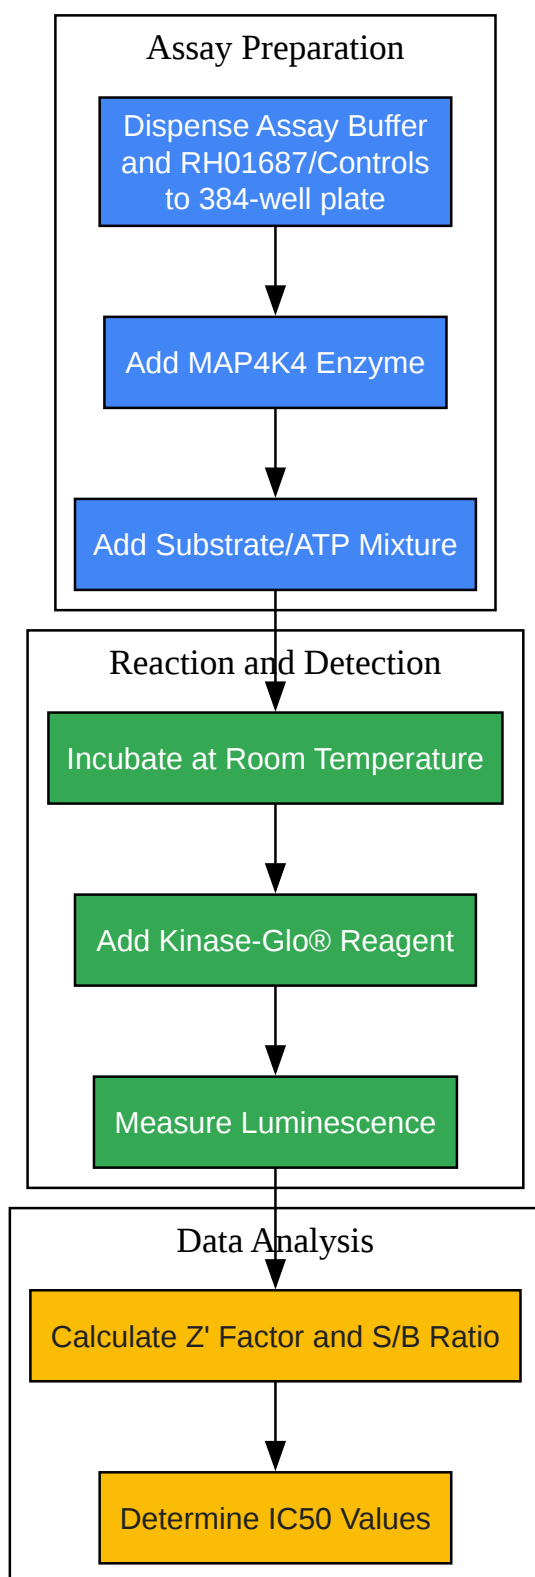 Assay Preparation
Dispense Assay Buffer
and RH01687/Controls
to 384-well plate
Add MAP4K4 Enzyme
Add Substrate/ATP Mixture
Reaction and Detection
Incubate at Room Temperature
Add Kinase-Glo® Reagent
Measure Luminescence
Data Analysis
Calculate Z' Factor and S/B Ratio
Determine IC50 Values